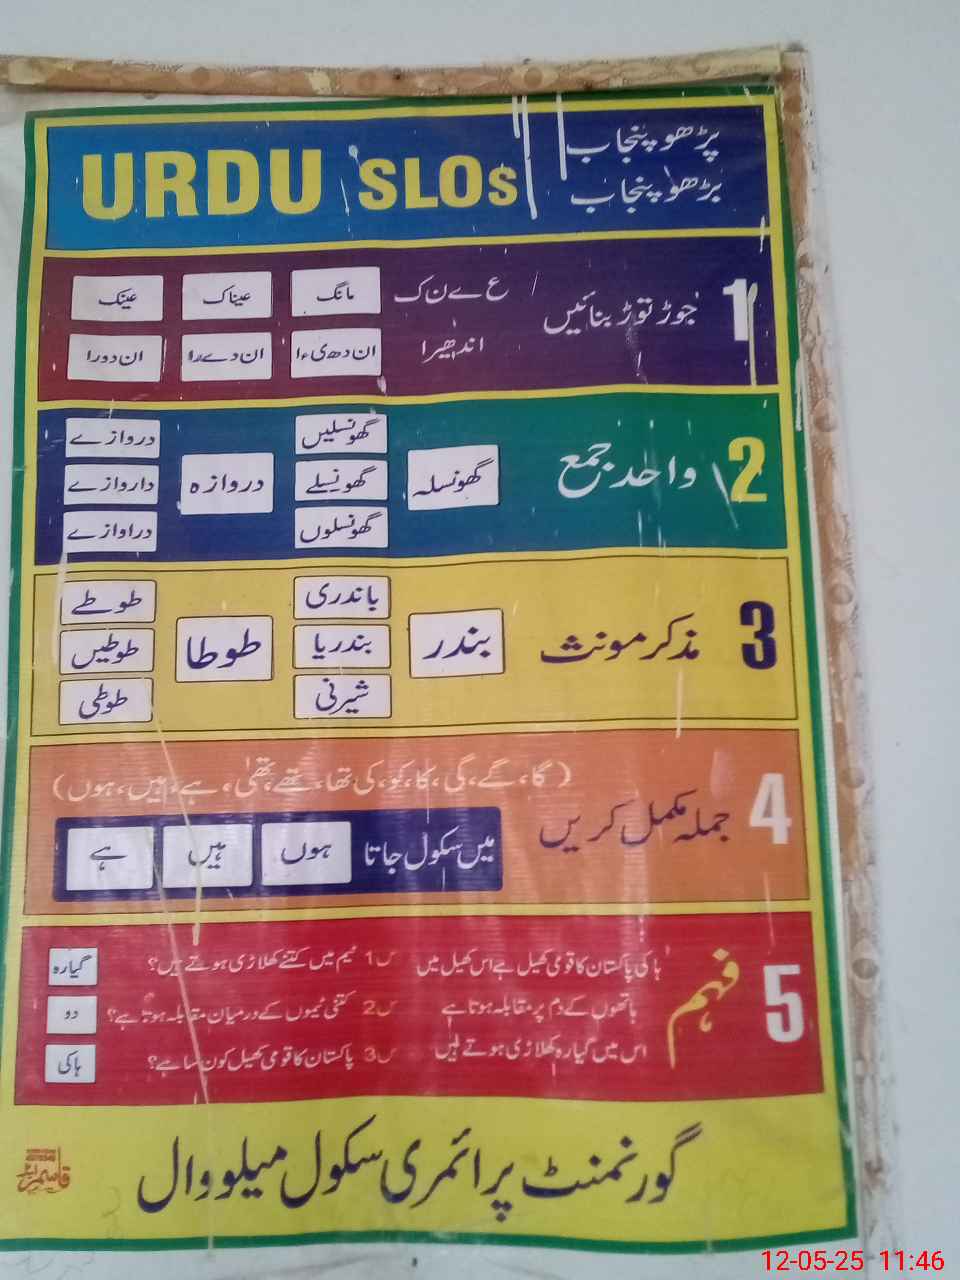 URDU SLOs
پڑھو پنجاب
بڑھو پنجاب
1 جوڑ توڑ بنائیں
ع ے ن ک
مانگ
عیناک
عینک
اندھیرا
ان دھ ی ءا
ان دے را
ان دورا
2 واحد جمع
گھونسلہ
گھونسلیں
گھونسلے
گھونسلوں
دروازہ
دروازے
داروازے
دراوازے
3 مذکر مونث
بندر
باندری
بندریا
شیرنی
طوطا
طوطے
طوطیں
طوطی
4 جملہ مکمل کریں
(گا، گے، گی، کا، کو، کی تھا، تھے، تھی، ہے، ہیں، ہوں)
میں سکول جاتا
ہوں
ہیں
ہے
5 فہم
ہاکی پاکستان کا قومی کھیل ہے اس کھیل میں
ہاتھوں کے دم پر مقابلہ ہوتا ہے
اس میں گیارہ کھلاڑی ہوتے ہیں
س1 ٹیم میں کتنے کھلاڑی ہوتے ہیں؟
گیارہ
س2 کتنی ٹیموں کے درمیان مقابلہ ہوتا ہے؟
دو
س3 پاکستان کا قومی کھیل کون سا ہے؟
ہاکی
گورنمنٹ پرائمری سکول میلووال
12-05-25 11:46